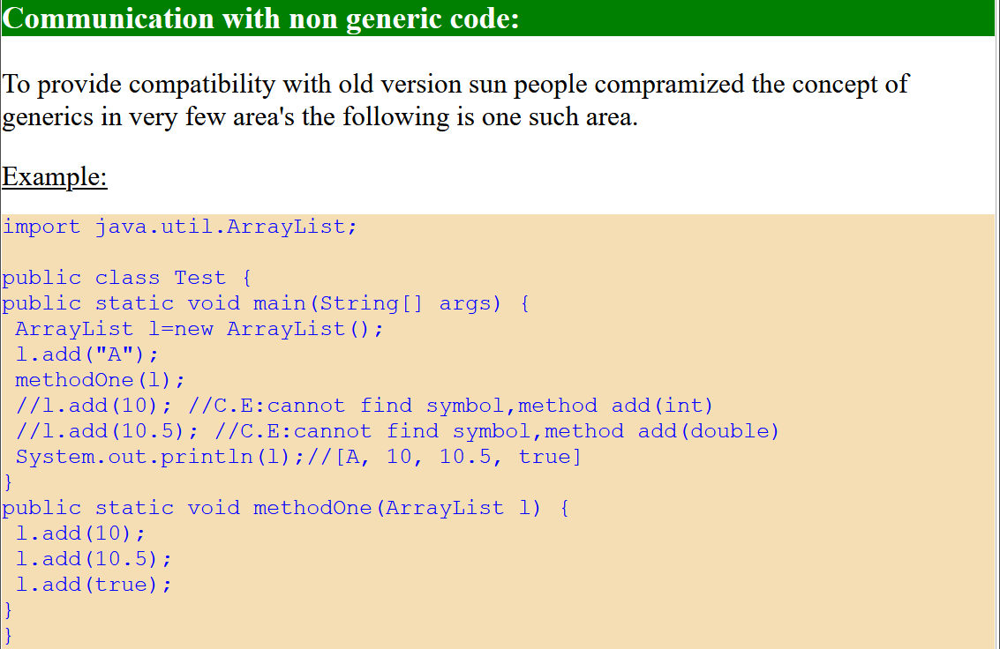 Communication with non generic code:
To provide compatibility with old version sun people compramized the concept of
generics in very few area's the following is one such area.
Example:
import java.util.ArrayList;
public class Test {
public static void main(String[] args) {
 ArrayList l=new ArrayList();
 l.add("A");
 methodOne(l);
 //l.add(10); //C.E:cannot find symbol,method add(int)
 //l.add(10.5); //C.E:cannot find symbol,method add(double)
 System.out.println(l);//[A, 10, 10.5, true]
}
public static void methodOne(ArrayList l) {
 l.add(10);
 l.add(10.5);
 l.add(true);
}
}